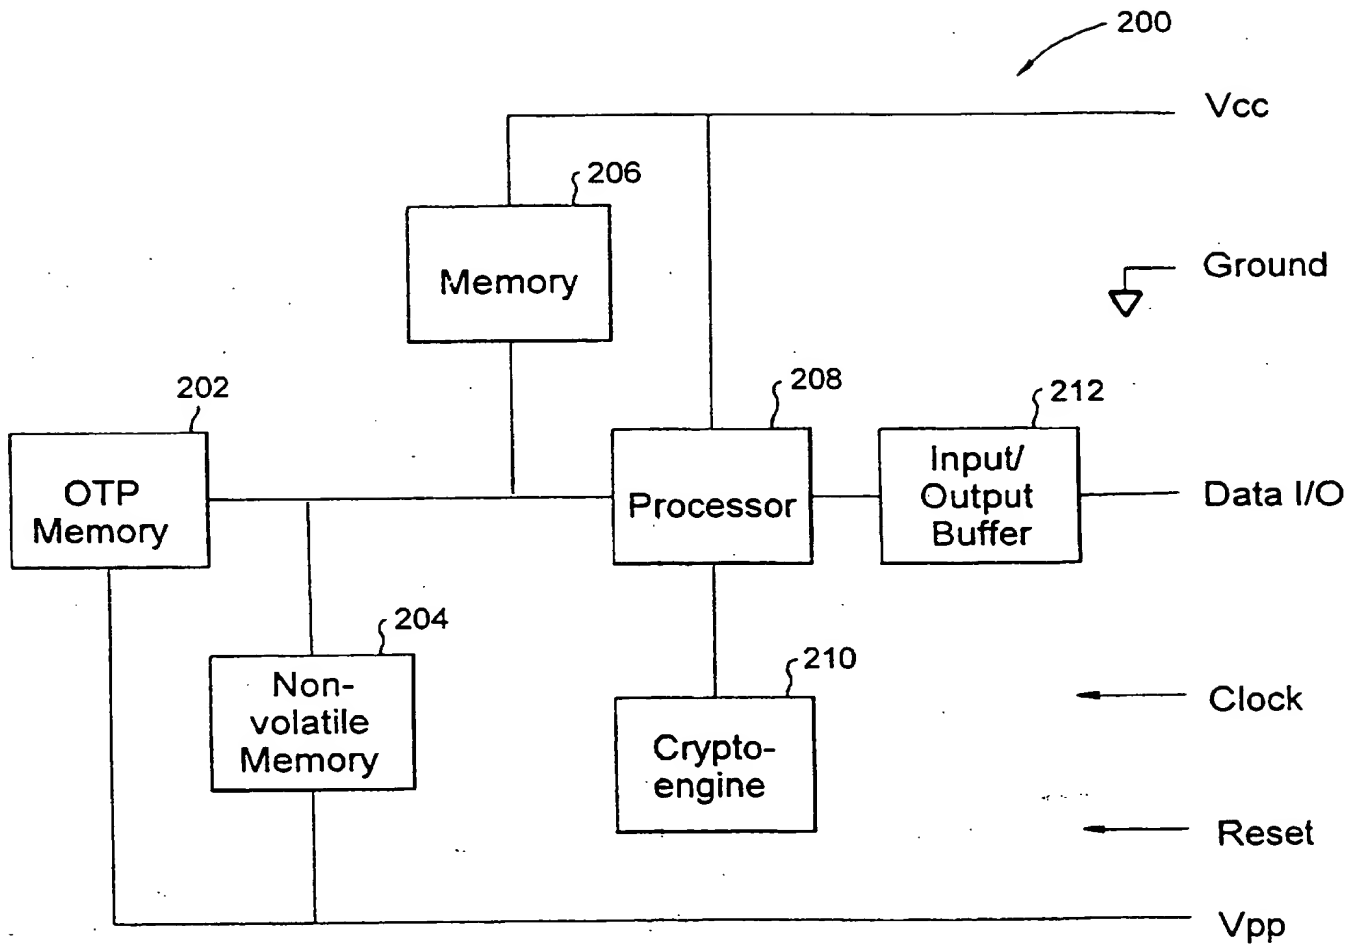 200
Vcc
206
Memory
Ground
202
208
212
OTP
Memory
Processor
Input/
Output
Buffer
Data I/O
204
Non-
volatile
Memory
210
Crypto-
engine
Clock
Reset
Vpp